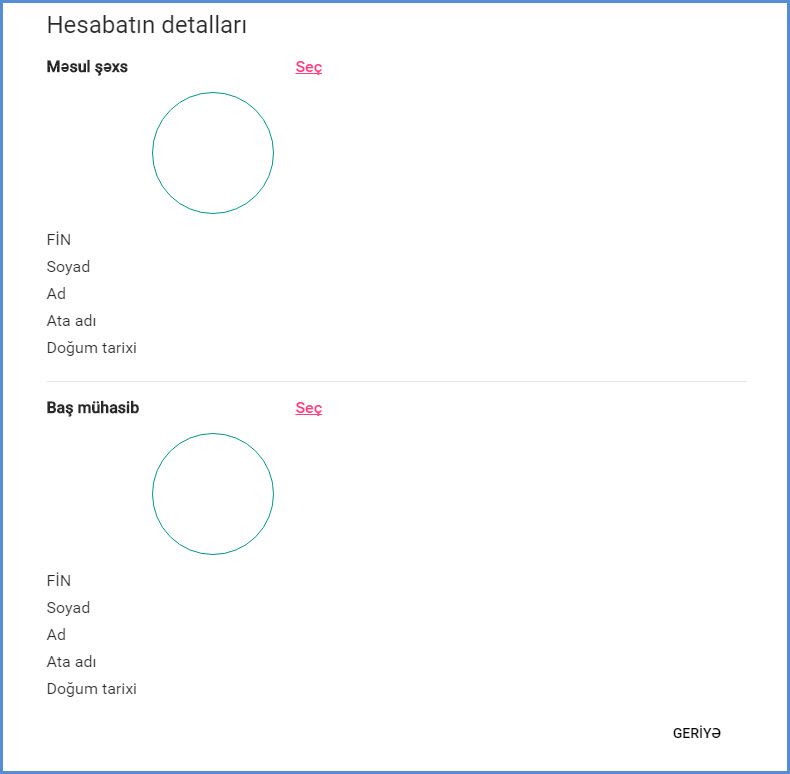 Hesabatın detalları
Məsul şəxs Seç
FİN
Soyad
Ad
Ata adı
Doğum tarixi
Baş mühasib Seç
FİN
Soyad
Ad
Ata adı
Doğum tarixi
GERİYƏ